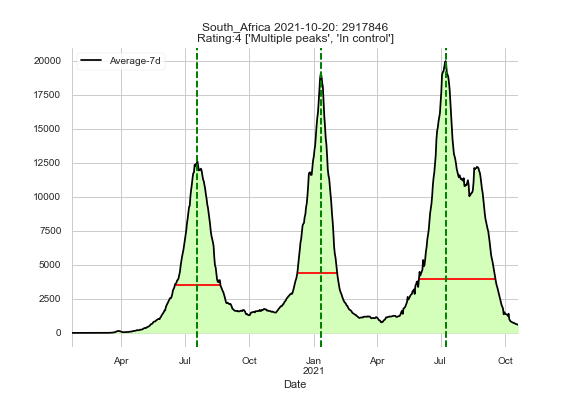 South_Africa 2021-10-20: 2917846
Rating:4 ['Multiple peaks', 'In control']
Average-7d
20000
17500
15000
12500
10000
7500
5000
2500
0
Apr Jul Oct Jan Apr Jul Oct
2021
Date